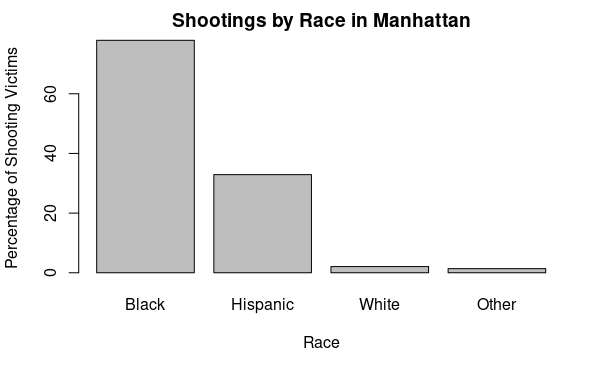 Shootings by Race in Manhattan
Percentage of Shooting Victims
60
40
20
0
Black Hispanic White Other
Race